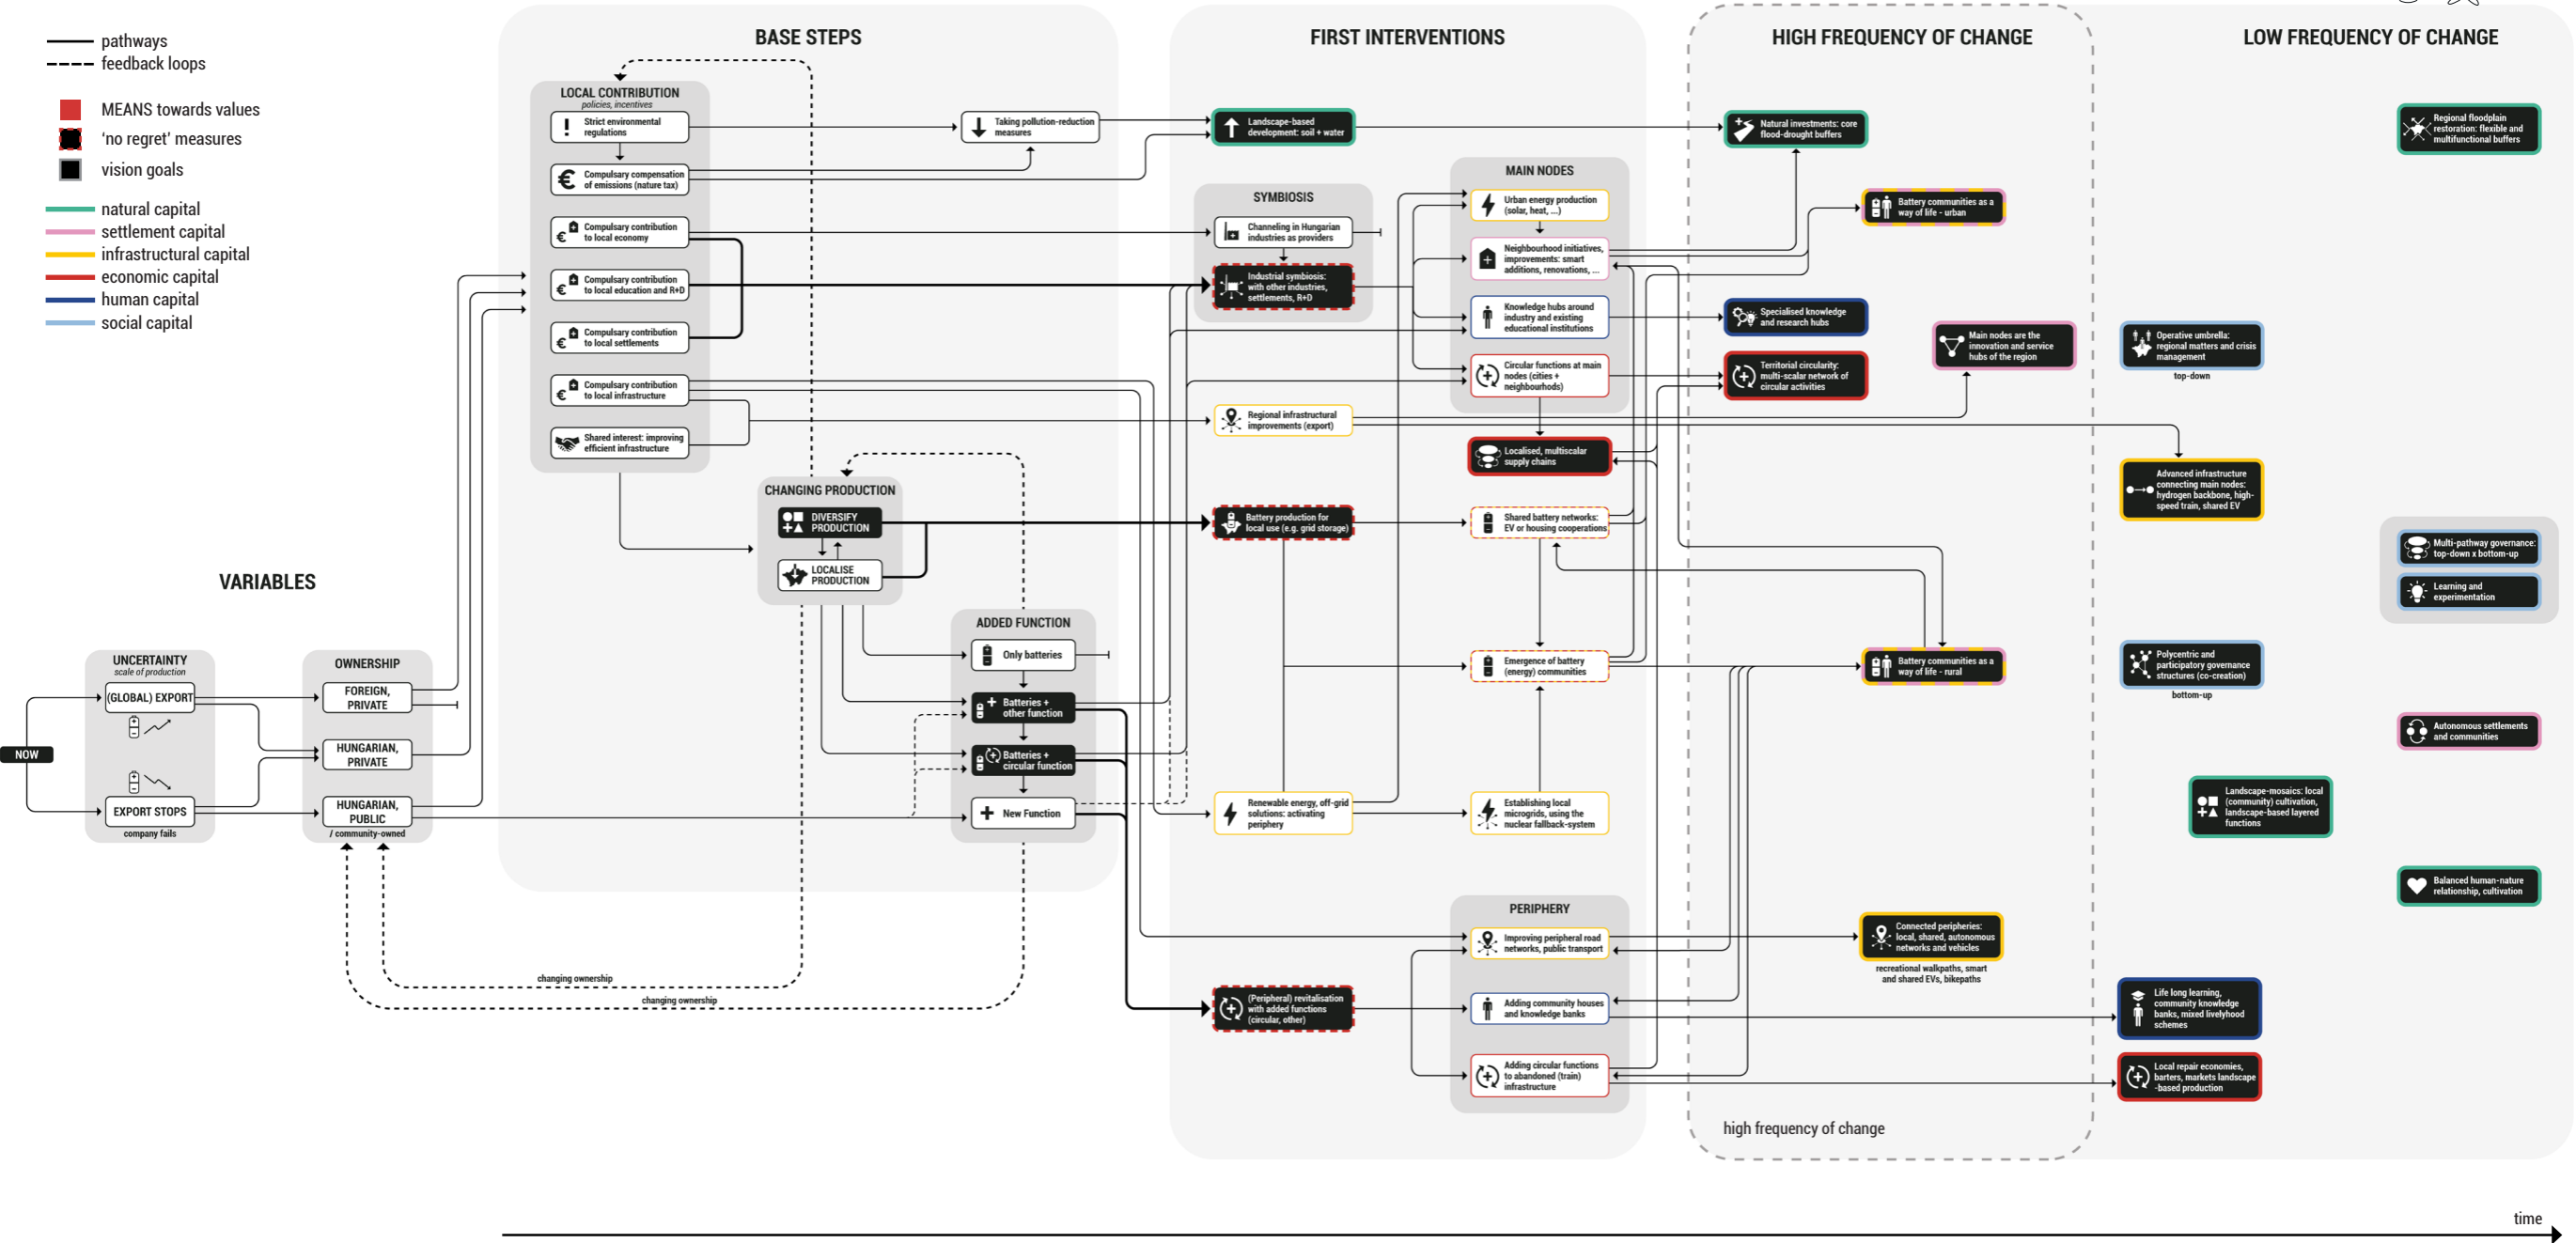 pathways
feedback loops
MEANS towards values
'no regret' measures
vision goals
natural capital
settlement capital
infrastructural capital
economic capital
human capital
social capital
VARIABLES
NOW
UNCERTAINTY
scale of production
(GLOBAL) EXPORT
EXPORT STOPS
company fails
OWNERSHIP
FOREIGN,
PRIVATE
HUNGARIAN,
PRIVATE
HUNGARIAN,
PUBLIC
/ community-owned
BASE STEPS
LOCAL CONTRIBUTION
policies, incentives
Strict environmental
regulations
Compulsary compensation
of emissions (nature tax)
Compulsary contribution
to local economy
Compulsary contribution
to local education and R+D
Compulsary contribution
to local settlements
Compulsary contribution
to local infrastructure
Shared interest: improving
efficient infrastructure
Taking pollution-reduction
measures
CHANGING PRODUCTION
DIVERSIFY
PRODUCTION
LOCALISE
PRODUCTION
ADDED FUNCTION
Only batteries
Batteries +
other function
Batteries +
circular function
New Function
changing ownership
changing ownership
FIRST INTERVENTIONS
Landscape-based
development: soil + water
SYMBIOSIS
Channeling in Hungarian
industries as providers
Industrial symbiosis:
with other industries,
settlements, R+D
Regional infrastructural
improvements (export)
Battery production for
local use (e.g. grid storage)
Renewable energy, off-grid
solutions: activating
periphery
(Peripheral) revitalisation
with added functions
(circular, other)
MAIN NODES
Urban energy production
(solar, heat, ...)
Neighbourhood initiatives,
improvements: smart
additions, renovations, ...
Knowledge hubs around
industry and existing
educational institutions
Circular functions at main
nodes (cities +
neighbourhods)
Localised, multiscalar
supply chains
Shared battery networks:
EV or housing cooperations
Emergence of battery
(energy) communities
Establishing local
microgrids, using the
nuclear fallback-system
PERIPHERY
Improving peripheral road
networks, public transport
Adding community houses
and knowledge banks
Adding circular functions
to abandoned (train)
infrastructure
HIGH FREQUENCY OF CHANGE
Natural investments: core
flood-drought buffers
Battery communities as a
way of life - urban
Specialised knowledge
and research hubs
Main nodes are the
innovation and service
hubs of the region
Territorial circularity:
multi-scalar network of
circular activities
Battery communities as a
way of life - rural
Connected peripheries:
local, shared, autonomous
networks and vehicles
recreational walkpaths, smart
and shared EVs, bikepaths
high frequency of change
LOW FREQUENCY OF CHANGE
Regional floodplain
restoration: flexible and
multifunctional buffers
Operative umbrella:
regional matters and crisis
management
top-down
Advanced infrastructure
connecting main nodes:
hydrogen backbone, high-
speed train, shared EV
Multi-pathway governance:
top-down x bottom-up
Learning and
experimentation
Polycentric and
participatory governance
structures (co-creation)
bottom-up
Autonomous settlements
and communities
Landscape-mosaics: local
(community) cultivation,
landscape-based layered
functions
Balanced human-nature
relationship, cultivation
Life long learning,
community knowledge
banks, mixed livelyhood
schemes
Local repair economies,
barters, markets landscape
-based production
time